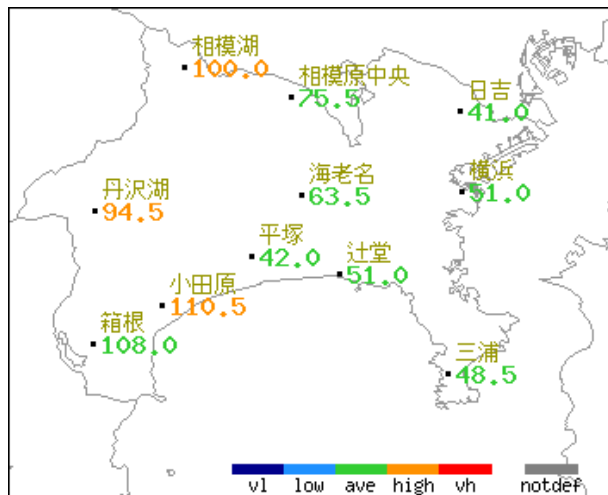 相模湖
100.0
相模原中央
75.5
日吉
41.0
海老名
63.5
横浜
51.0
丹沢湖
94.5
平塚
42.0
辻堂
51.0
小田原
110.5
箱根
108.0
三浦
48.5
vl low ave high vh notdef